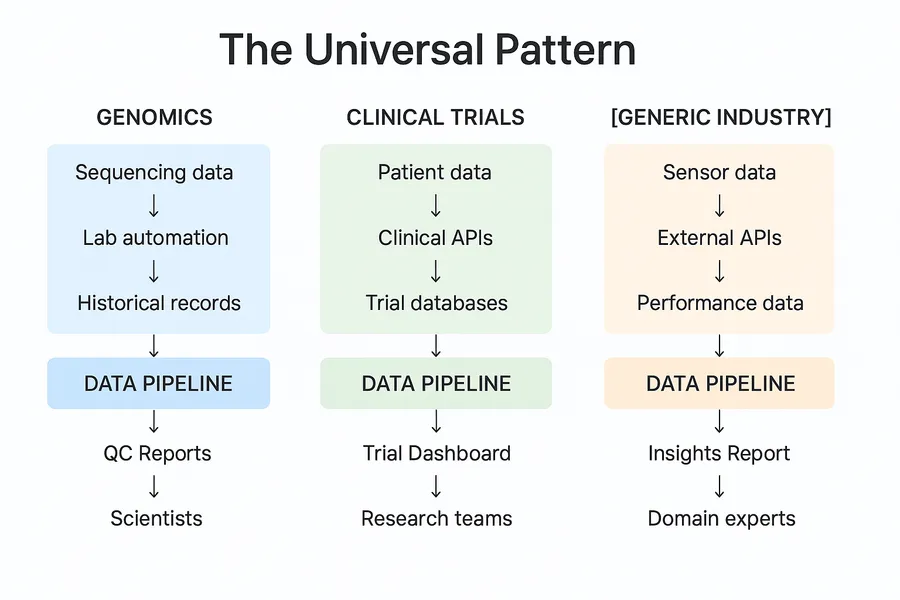 The Universal Pattern
GENOMICS
Sequencing data
Lab automation
Historical records
DATA PIPELINE
QC Reports
Scientists
CLINICAL TRIALS
Patient data
Clinical APIs
Trial databases
DATA PIPELINE
Trial Dashboard
Research teams
[GENERIC INDUSTRY]
Sensor data
External APIs
Performance data
DATA PIPELINE
Insights Report
Domain experts